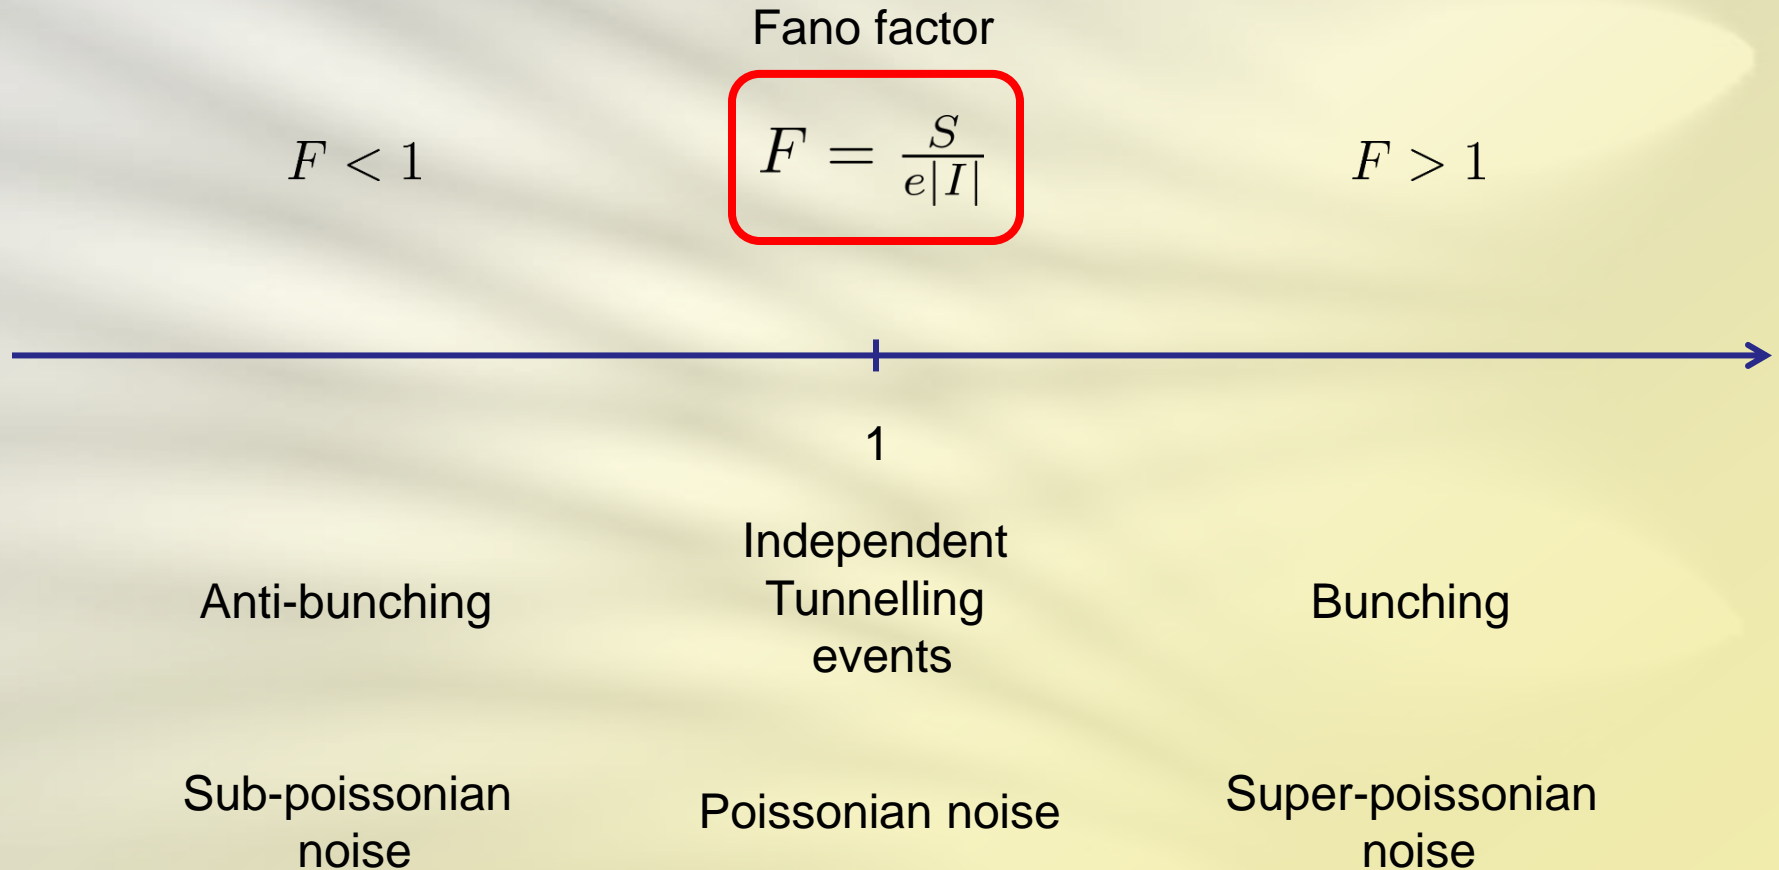 Fano factor
F < 1
F = S / e|I|
F > 1
1
Anti-bunching
Independent
Tunnelling
events
Bunching
Sub-poissonian
noise
Poissonian noise
Super-poissonian
noise